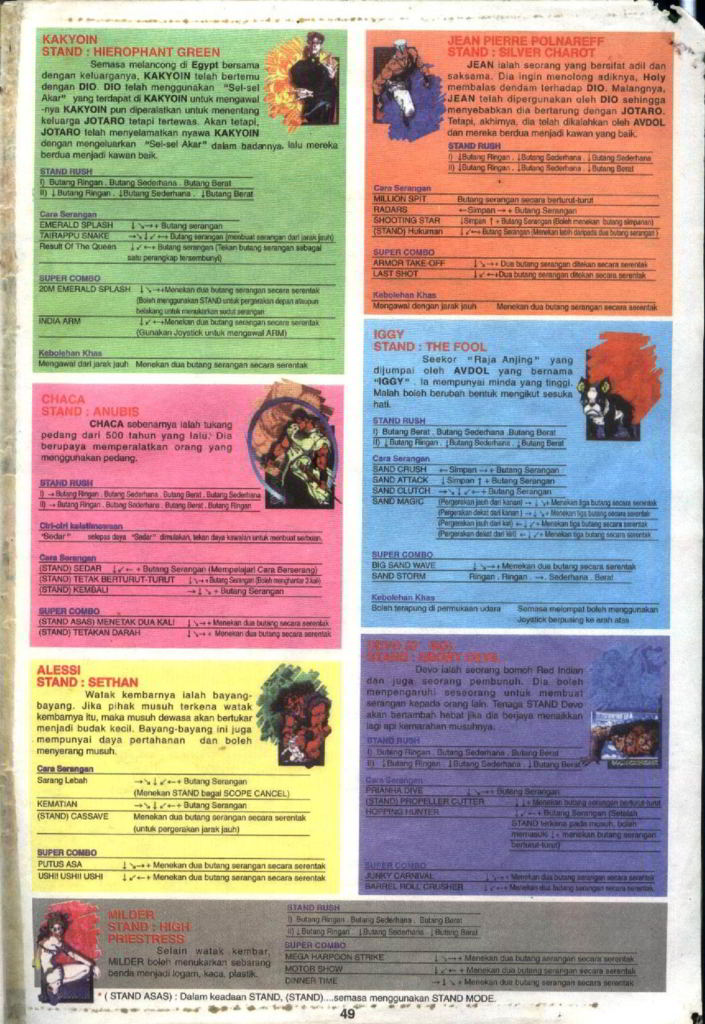 KAKYOIN
STAND : HIEROPHANT GREEN
Semasa melancong di Egypt bersama
dengan keluarganya, KAKYOIN telah bertemu
dengan DIO. DIO telah menggunakan "Sel-sel
Akar" yang terdapat di KAKYOIN untuk mengawal
-nya KAKYOIN pun diperalatkan untuk menentang
keluarga JOTARO tetapi tertewas. Akan tetapi,
JOTARO telah menyelamatkan nyawa KAKYOIN
dengan mengeluarkan "Sel-sel Akar" dalam badannya. lalu mereka
berdua menjadi kawan baik.
STAND RUSH
I) Butang Ringan . Butang Sederhana . Butang Berat
II) ↓Butang Ringan . ↓Butang Sederhana . ↓Butang Berat
Cara Serangan
EMERALD SPLASH ↓↘→+ Butang serangan
TAIRAPPU SNAKE →↘↓↙←+ Butang serangan (membuat serangan dari jarak jauh)
Result Of The Queen ↓↙←+ Butang serangan (Tekan butang serangan sebagai
satu perangkap tersembunyi)
SUPER COMBO
20M EMERALD SPLASH ↓↘→+Menekan dua butang serangan secara serentak
(Boleh menggunakan STAND untuk pergerakan depan ataupun
belakang untuk menukarkan sudut serangan
INDIA ARM ↓↙←+Menekan dua butang serangan secara serentak
(Gunakan Joystick untuk mengawal ARM)
Kebolehan Khas
Mengawal dari jarak jauh Menekan dua butang serangan secara serentak
JEAN PIERRE POLNAREFF
STAND : SILVER CHAROT
JEAN ialah seorang yang bersifat adil dan
saksama. Dia ingin menolong adiknya, Holy
membalas dendam terhadap DIO. Malangnya,
JEAN telah dipergunakan oleh DIO sehingga
menyebabkan dia bertarung dengan JOTARO.
Tetapi, akhirnya, dia telah dikalahkan oleh AVDOL
dan mereka berdua menjadi kawan yang baik.
STAND RUSH
I) ↓Butang Ringan . ↓Butang Sederhana . ↓Butang Sederhana
II) ↓Butang Ringan . ↓Butang Sederhana . ↓Butang Berat
Cara Serangan
MILLION SPIT Butang serangan secara berturut-turut
RADARS ←Simpan → + Butang Serangan
SHOOTING STAR ↓Simpan ↑ + Butang Serangan (Boleh menekan butang simpanan)
(STAND) Hukuman ↓↙←+ Butang Serangan (Menekan lebih daripada dua butang serangan)
SUPER COMBO
ARMOR TAKE-OFF ↓↘→+ Dua butang serangan ditekan secara serentak
LAST SHOT ↓↙←+Dua butang serangan ditekan secara serentak
Kebolehan Khas
Mengawal dengan jarak jauh Menekan dua butang serangan secara serentak
IGGY
STAND : THE FOOL
Seekor "Raja Anjing" yang
dijumpai oleh AVDOL yang bernama
"IGGY" . Ia mempunyai minda yang tinggi.
Malah boleh berubah bentuk mengikut sesuka
hati.
STAND RUSH
I) Butang Berat . Butang Sederhana .Butang Berat
II) ↓Butang Ringan . ↓Butang Sederhana . ↓Butang Berat
Cara Serangan
SAND CRUSH ← Simpan → + Butang Serangan
SAND ATTACK ↓ Simpan ↑ + Butang Serangan
SAND CLUTCH →↘↓↙← + Butang Serangan
SAND MAGIC (Pergerakan jauh dari kanan) → ↓↘ + Menekan tiga butang secara serentak
(Pergerakan dekat dari kanan ) → ↓↘ + Menekan tiga butang secara serentak
(Pergerakan jauh dari kiri) ← ↓↙+ Menekan tiga butang secara serentak
(Pergerakan dekat dari kiri) ← ↓↙ + Menekan tiga butang secara serentak
SUPER COMBO
BIG SAND WAVE ↓↘→+ Menekan dua butang serangan secara serentak
SAND STORM Ringan . Ringan . → . Sederhana . Berat
Kebolehan Khas
Boleh terapung di permukaan udara Semasa melompat boleh menggunakan
Joystick berpusing ke arah atas
CHACA
STAND : ANUBIS
CHACA sebenarnya ialah tukang
pedang dari 500 tahun yang lalu. Dia
berupaya memperalatkan orang yang
menggunakan pedang.
STAND RUSH
I) → Butang Ringan . Butang Sederhana . Butang Berat . Butang Sederhana
II) → Butang Ringan . Butang Sederhana . Butang Berat . Butang Ringan
Ciri-ciri keistimewaan
"Sedar" selepas daya "Sedar" dimulakan, tekan daya kawalan untuk membuat serbuan.
Cara Serangan
(STAND) SEDAR ↓↙← + Butang Serangan (Mempelajari Cara Berserang)
(STAND) TETAK BERTURUT-TURUT ↓↘→+ Butang Serangan (Boleh menghantar 3 kali)
(STAND) KEMBALI → ↓↘ + Butang Serangan
SUPER COMBO
(STAND ASAS) MENETAK DUA KALI ↓↘→+ Menekan dua butang secara serentak
(STAND) TETAKAN DARAH ↓↘→+ Menekan dua butang secara serentak
DEVO
Devo ialah seorang bomoh Red Indian
dan juga seorang pembunuh. Dia boleh
menpengaruhi seseorang untuk membuat
serangan kepada orang lain. Tenaga STAND Devo
akan bertambah hebat jika dia berjaya menaikkan
lagi api kemarahan musuhnya.
STAND RUSH
I) Butang Ringan . Butang Sederhana . Butang Berat
II) ↓Butang Ringan . ↓Butang Sederhana . ↓Butang Berat
Cara Serangan
PRIANHA DIVE ↓↘→+ Butang Serangan
(STAND) PROPELLER CUTTER ↓↓+ Menekan butang serangan berturut-turut
HOPPING HUNTER ↓↙←+ Butang Serangan (Setelah
STAND terkena pada musuh, boleh
memasuki ↓+ menekan butang serangan
berturut-turut)
SUPER COMBO
JUNKY CARNIVAL ↓↘→+ Menekan dua butang serangan secara serentak
BARREL ROLL CRUSHER ↓↙←+ Menekan dua butang serangan secara serentak
ALESSI
STAND : SETHAN
Watak kembarnya ialah bayang-
bayang. Jika pihak musuh terkena watak
kembarnya itu, maka musuh dewasa akan bertukar
menjadi budak kecil. Bayang-bayang ini juga
mempunyai daya pertahanan dan boleh
menyerang musuh.
Cara Serangan
Sarang Lebah →↘↓↙←+ Butang Serangan
(Menekan STAND bagai SCOPE CANCEL)
KEMATIAN →↘↓↙←+ Butang Serangan
(STAND) CASSAVE Menekan dua butang serangan secara serentak
(untuk pergerakan jarak jauh)
SUPER COMBO
PUTUS ASA ↓↘→+ Menekan dua butang serangan secara serentak
USHI! USHI! USHI ↓↙←+ Menekan dua butang serangan secara serentak
MILDER
STAND : HIGH
PRIESTRESS
Selain watak kembar,
MILDER boleh menukarkan sebarang
benda menjadi logam, kaca, plastik.
STAND RUSH
I) Butang Ringan . Butang Sederhana . Butang Berat
II) ↓Butang Ringan . ↓Butang Sederhana . ↓Butang Berat
SUPER COMBO
MEGA HARPOON STRIKE ↓↘→ + Menekan dua butang serangan secara serentak
MOTOR SHOW ↓↙← + Menekan dua butang serangan secara serentak
DINNER TIME → ↓↘ + Menekan dua butang serangan secara serentak
* ( STAND ASAS) : Dalam keadaan STAND, (STAND)....semasa menggunakan STAND MODE.
49